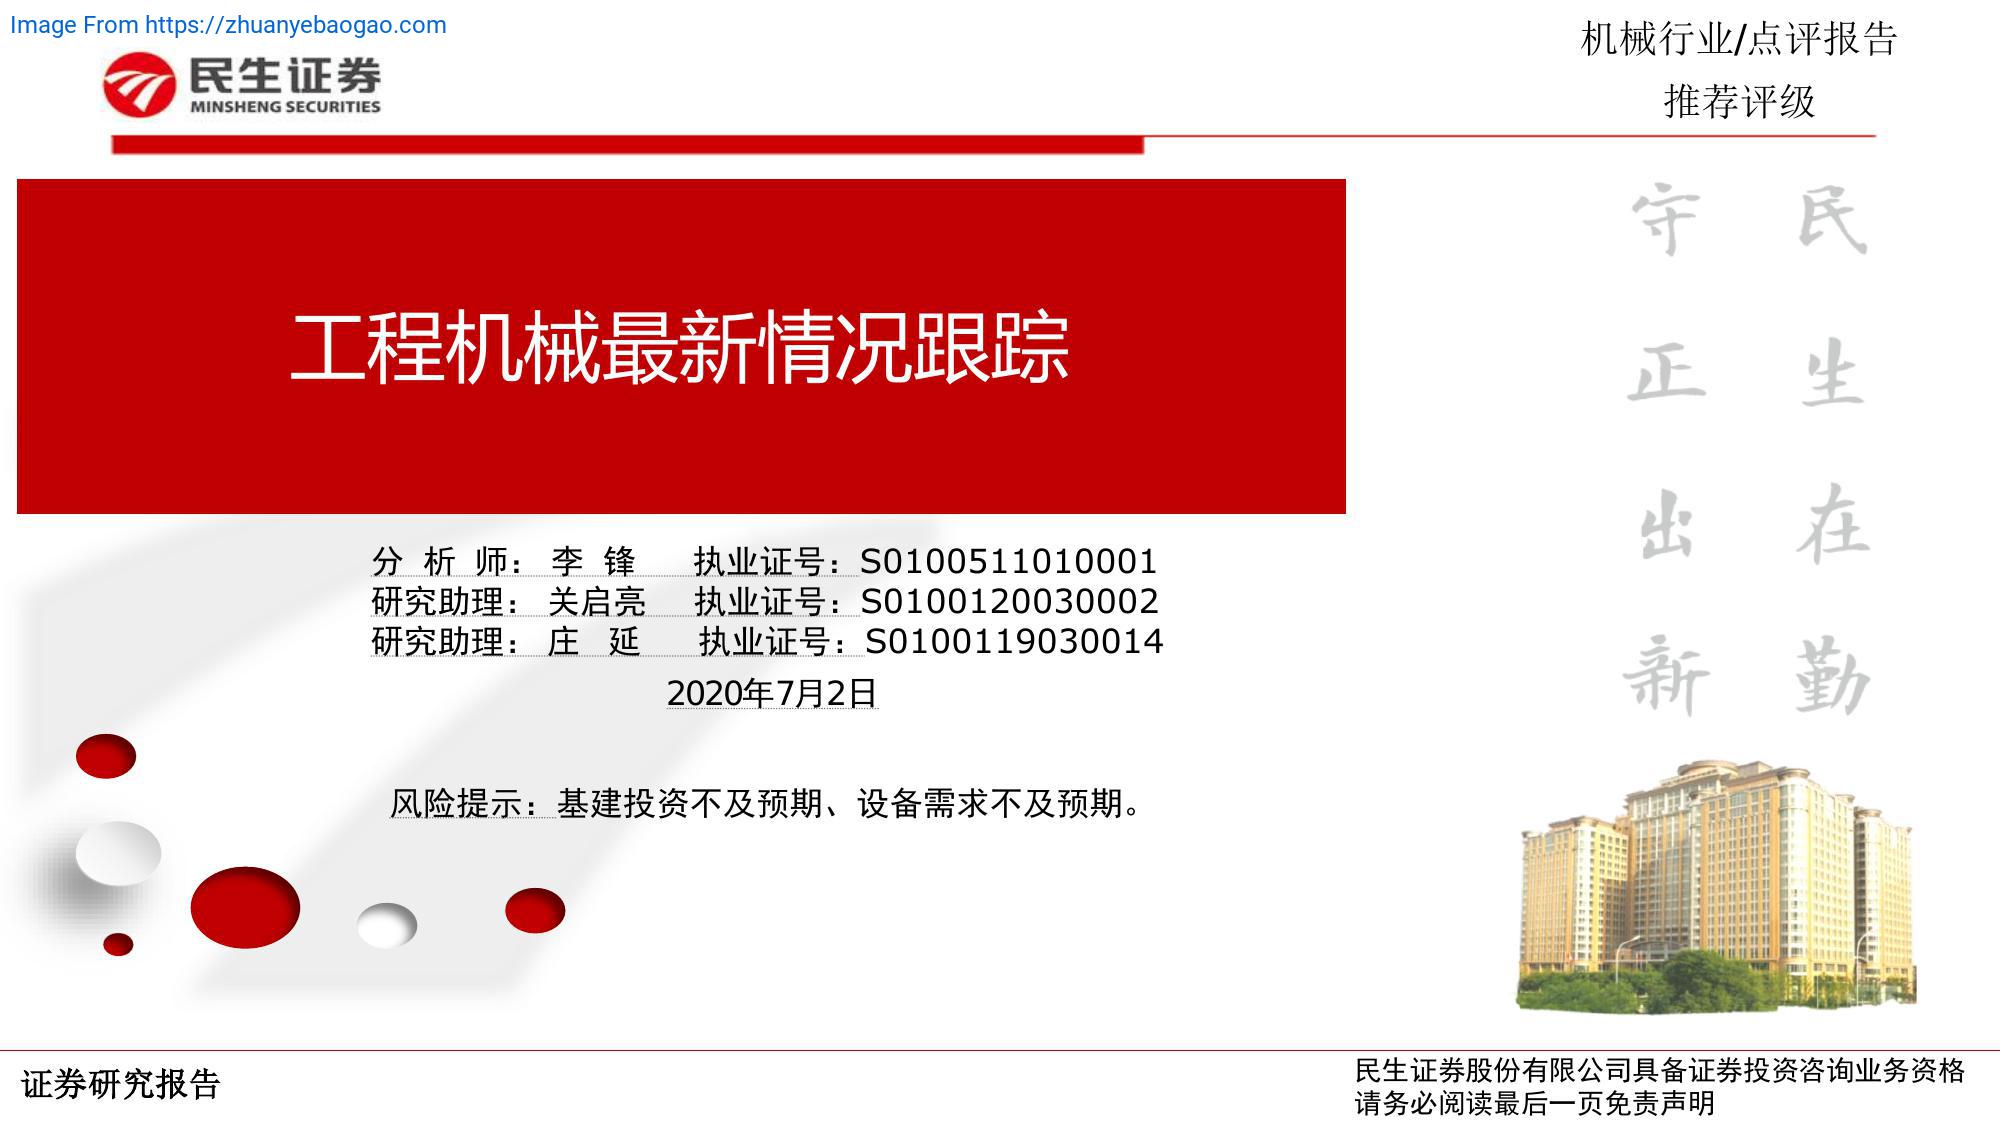 Image From https://zhuanyebaogao.com
民生证券
MINSHENG SECURITIES
机械行业/点评报告
推荐评级
工程机械最新情况跟踪
分 析 师： 李 锋 执业证号：S0100511010001
研究助理： 关启亮 执业证号：S0100120030002
研究助理： 庄 延 执业证号：S0100119030014
2020年7月2日
风险提示：基建投资不及预期、设备需求不及预期。
民生在勤
守正出新
证券研究报告
民生证券股份有限公司具备证券投资咨询业务资格
请务必阅读最后一页免责声明